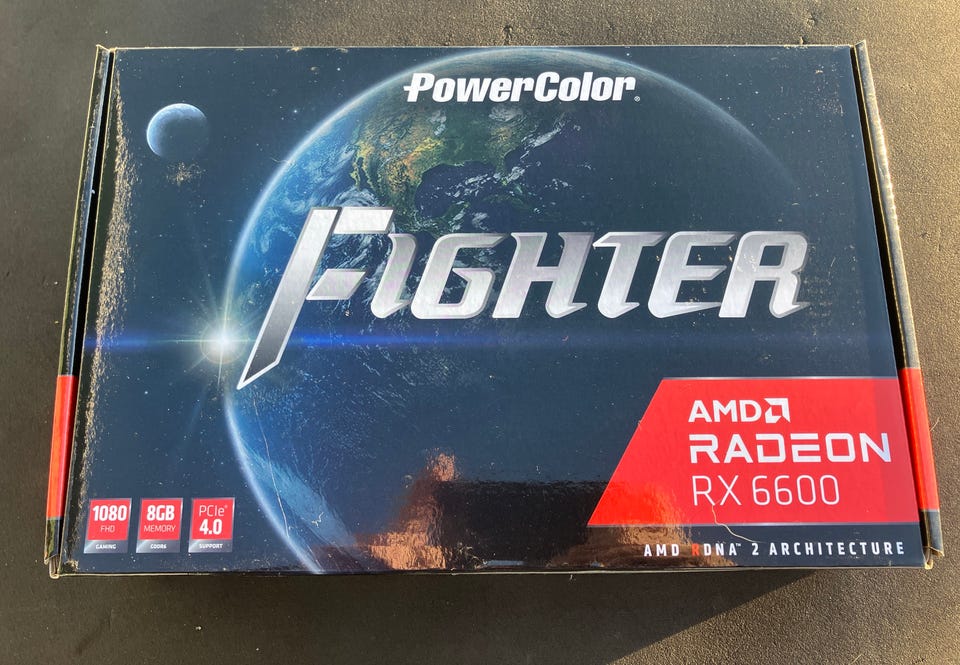 PowerColor®
FIGHTER
AMD
RADEON
RX 6600
1080
FHD
GAMING
8GB
MEMORY
GDDR6
PCIe®
4.0
SUPPORT
AMD RDNA™ 2 ARCHITECTURE